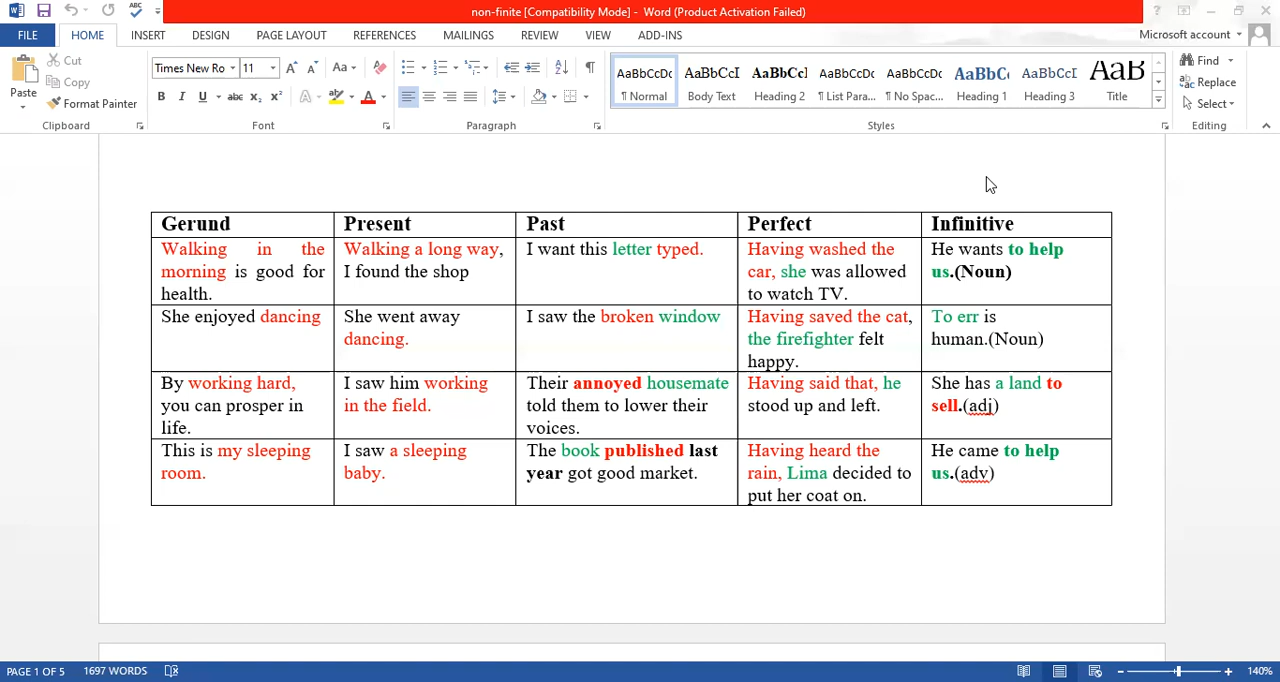 non-finite [Compatibility Mode] - Word (Product Activation Failed)
FILE HOME INSERT DESIGN PAGE LAYOUT REFERENCES MAILINGS REVIEW VIEW ADD-INS Microsoft account
Cut
Copy
Format Painter
Paste
Clipboard
Times New Ro 11
Font
Paragraph
AaBbCcDc AaBbCcI AaBbCcI AaBbCcDc AaBbCcDc AaBbC AaBbCcI AaB
¶ Normal Body Text Heading 2 ¶ List Para... ¶ No Spac... Heading 1 Heading 3 Title
Styles
Find
Replace
Select
Editing
Gerund Present Past Perfect Infinitive
Walking in the
morning is good for
health.
Walking a long way,
I found the shop
I want this letter typed.
Having washed the
car, she was allowed
to watch TV.
He wants to help
us.(Noun)
She enjoyed dancing
She went away
dancing.
I saw the broken window
Having saved the cat,
the firefighter felt
happy.
To err is
human.(Noun)
By working hard,
you can prosper in
life.
I saw him working
in the field.
Their annoyed housemate
told them to lower their
voices.
Having said that, he
stood up and left.
She has a land to
sell.(adj)
This is my sleeping
room.
I saw a sleeping
baby.
The book published last
year got good market.
Having heard the
rain, Lima decided to
put her coat on.
He came to help
us.(adv)
PAGE 1 OF 5 1697 WORDS 140%